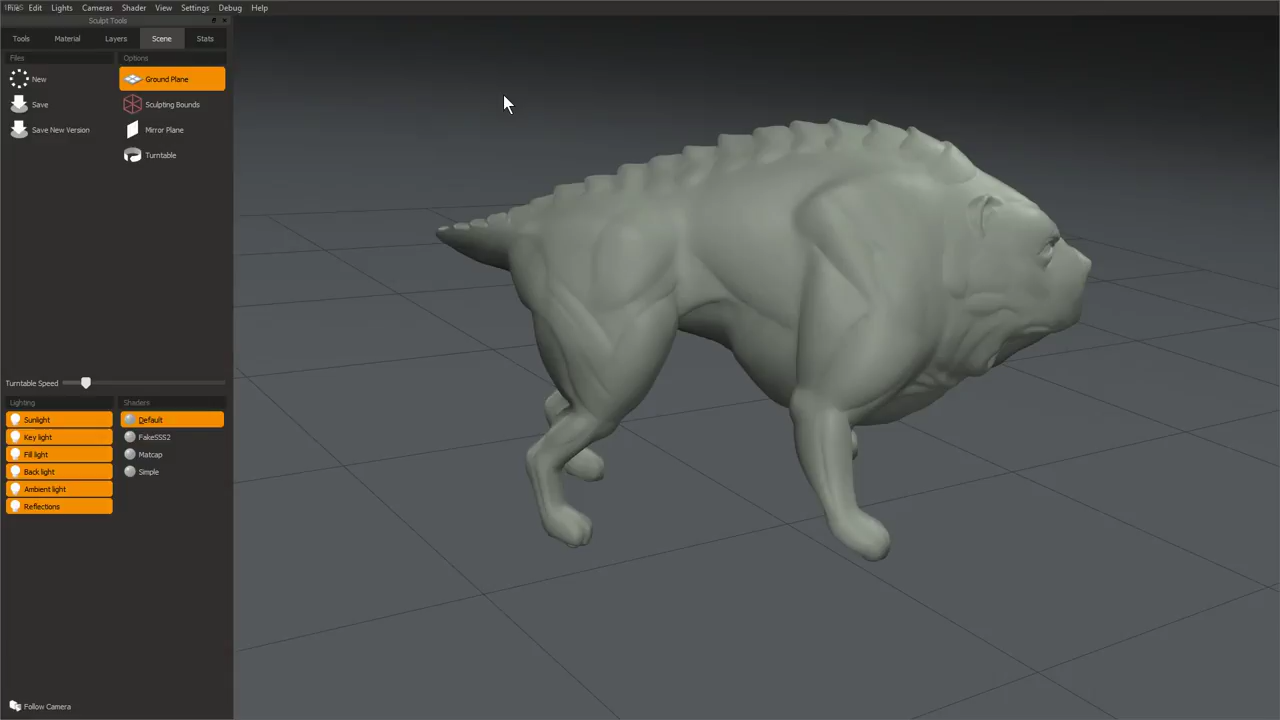 File Edit Lights Cameras Shader View Settings Debug Help
Sculpt Tools
Tools Material Layers Scene Stats
Files Options
New Ground Plane
Save Sculpting Bounds
Save New Version Mirror Plane
Turntable
Turntable Speed
Lighting Shaders
Sunlight Default
Key light FakeSSS2
Fill light Matcap
Back light Simple
Ambient light
Reflections
Follow Camera